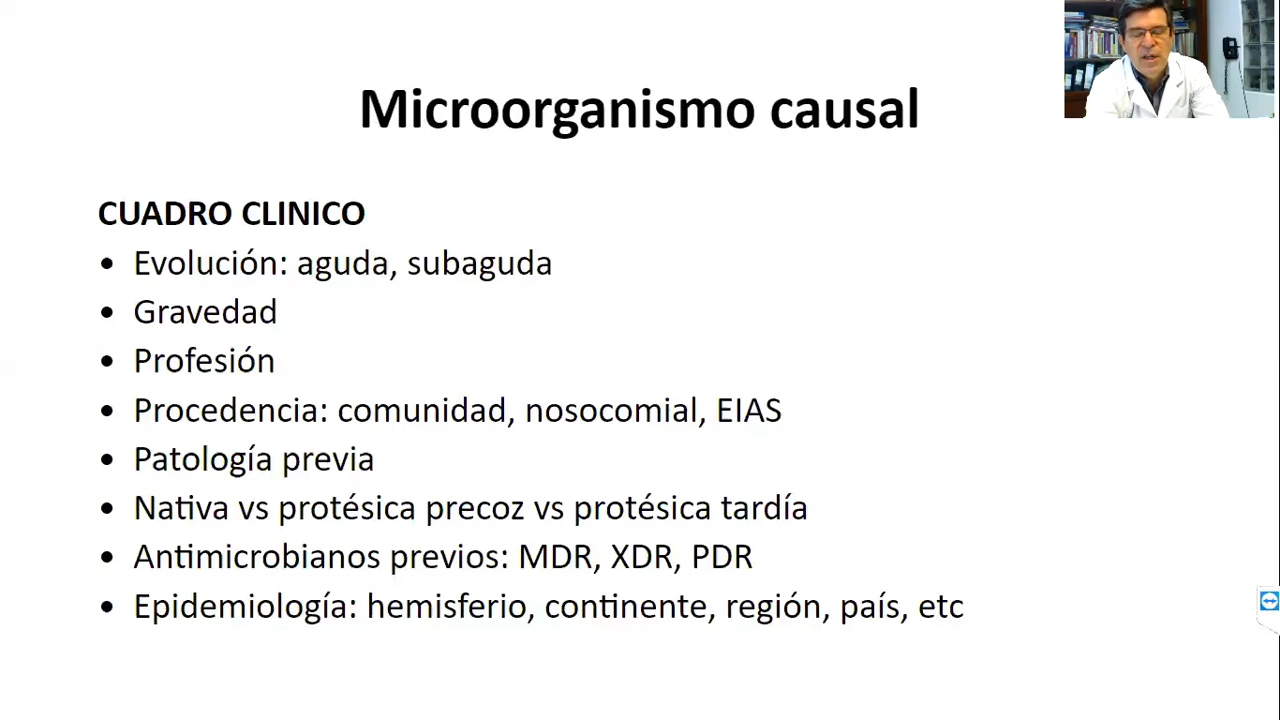 Microorganismo causal
CUADRO CLINICO
• Evolución: aguda, subaguda
• Gravedad
• Profesión
• Procedencia: comunidad, nosocomial, EIAS
• Patología previa
• Nativa vs protésica precoz vs protésica tardía
• Antimicrobianos previos: MDR, XDR, PDR
• Epidemiología: hemisferio, continente, región, país, etc